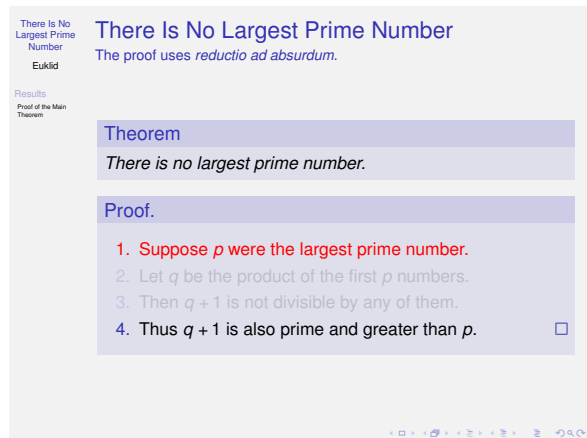 There Is No
Largest Prime
Number
Euklid
Results
Proof of the Main
Theorem
There Is No Largest Prime Number
The proof uses reductio ad absurdum.
Theorem
There is no largest prime number.
Proof.
1. Suppose p were the largest prime number.
2. Let q be the product of the first p numbers.
3. Then q + 1 is not divisible by any of them.
4. Thus q + 1 is also prime and greater than p.